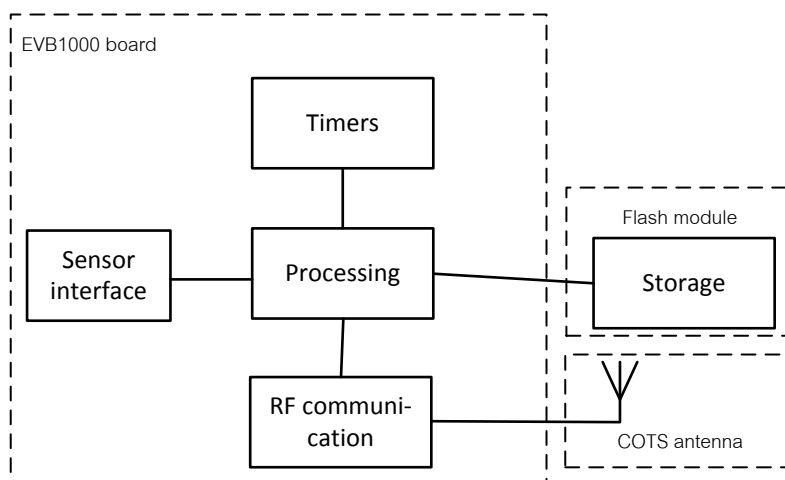 EVB1000 board
Timers
Flash module
Sensor
interface
Processing
Storage
RF communi-
cation
COTS antenna